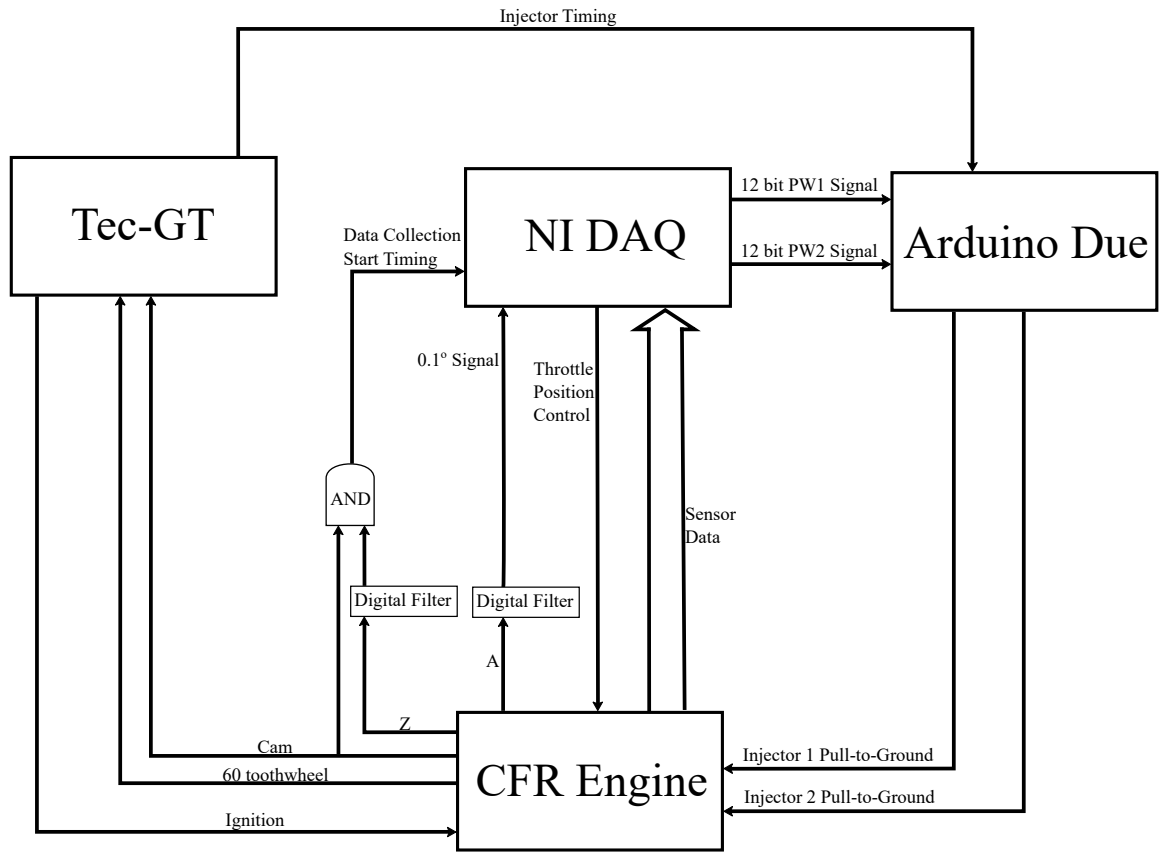 Injector Timing
Tec-GT
NI DAQ
12 bit PW1 Signal
12 bit PW2 Signal
Arduino Due
Data Collection
Start Timing
0.1° Signal
Throttle
Position
Control
AND
Sensor
Data
Digital Filter
Digital Filter
A
Z
Cam
60 toothwheel
Ignition
CFR Engine
Injector 1 Pull-to-Ground
Injector 2 Pull-to-Ground